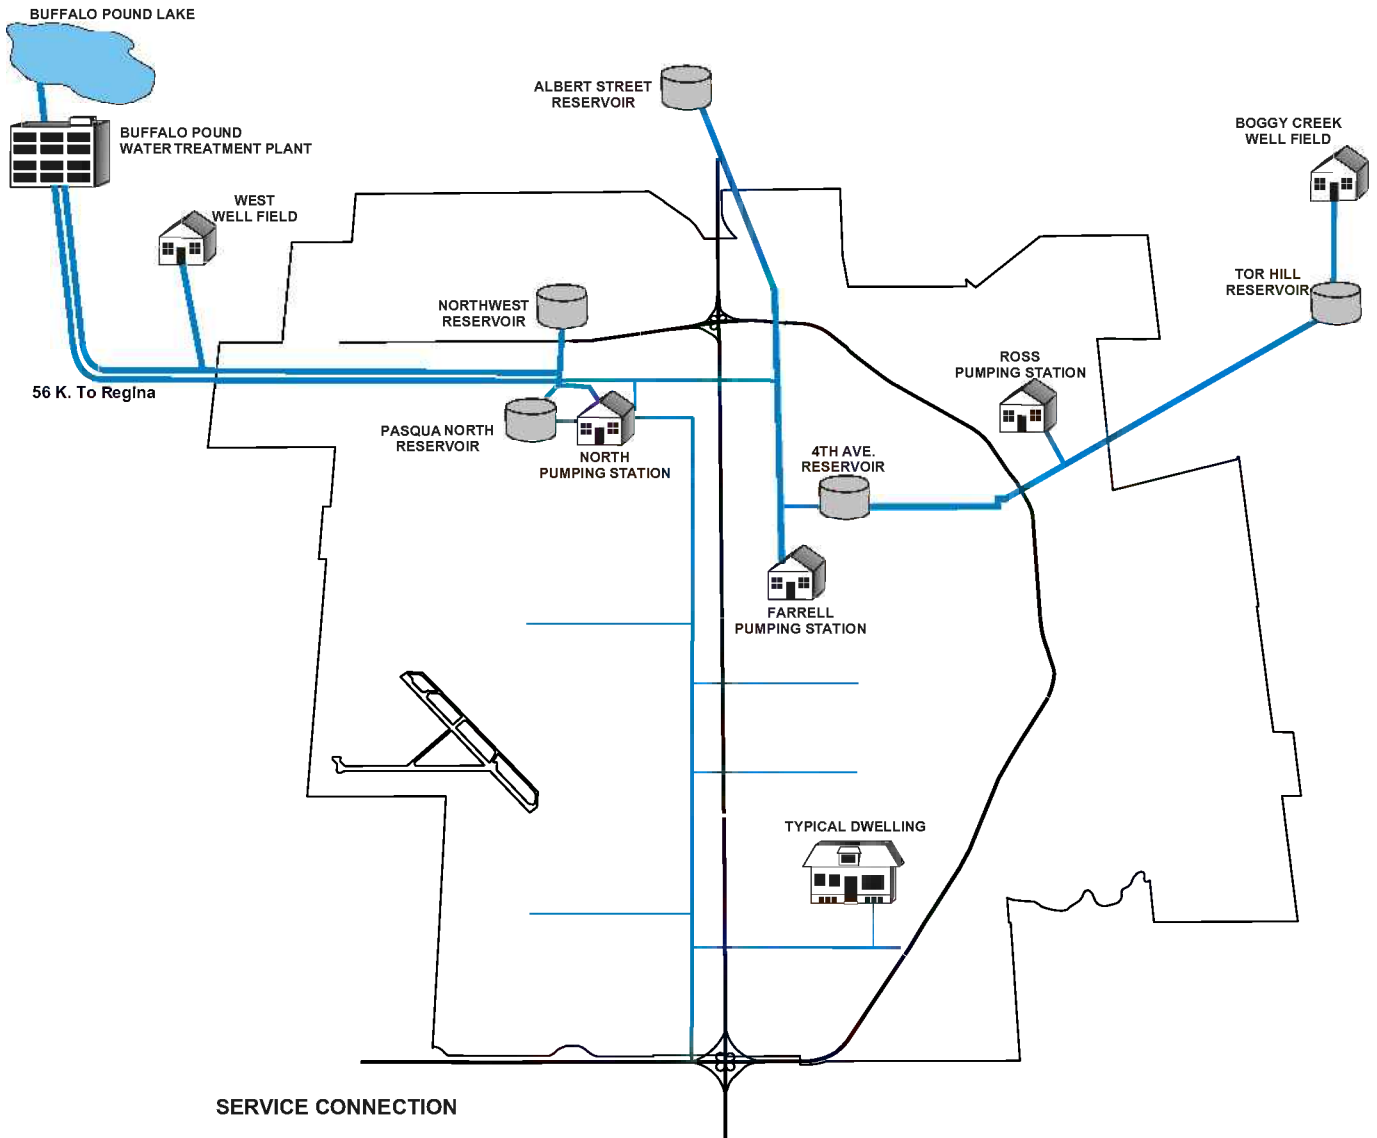 BUFFALO POUND LAKE
BUFFALO POUND
WATER TREATMENT PLANT
WEST
WELL FIELD
56 K. To Regina
ALBERT STREET
RESERVOIR
BOGGY CREEK
WELL FIELD
TOR HILL
RESERVOIR
NORTHWEST
RESERVOIR
ROSS
PUMPING STATION
PASQUA NORTH
RESERVOIR
NORTH
PUMPING STATION
4TH AVE.
RESERVOIR
FARRELL
PUMPING STATION
TYPICAL DWELLING
SERVICE CONNECTION